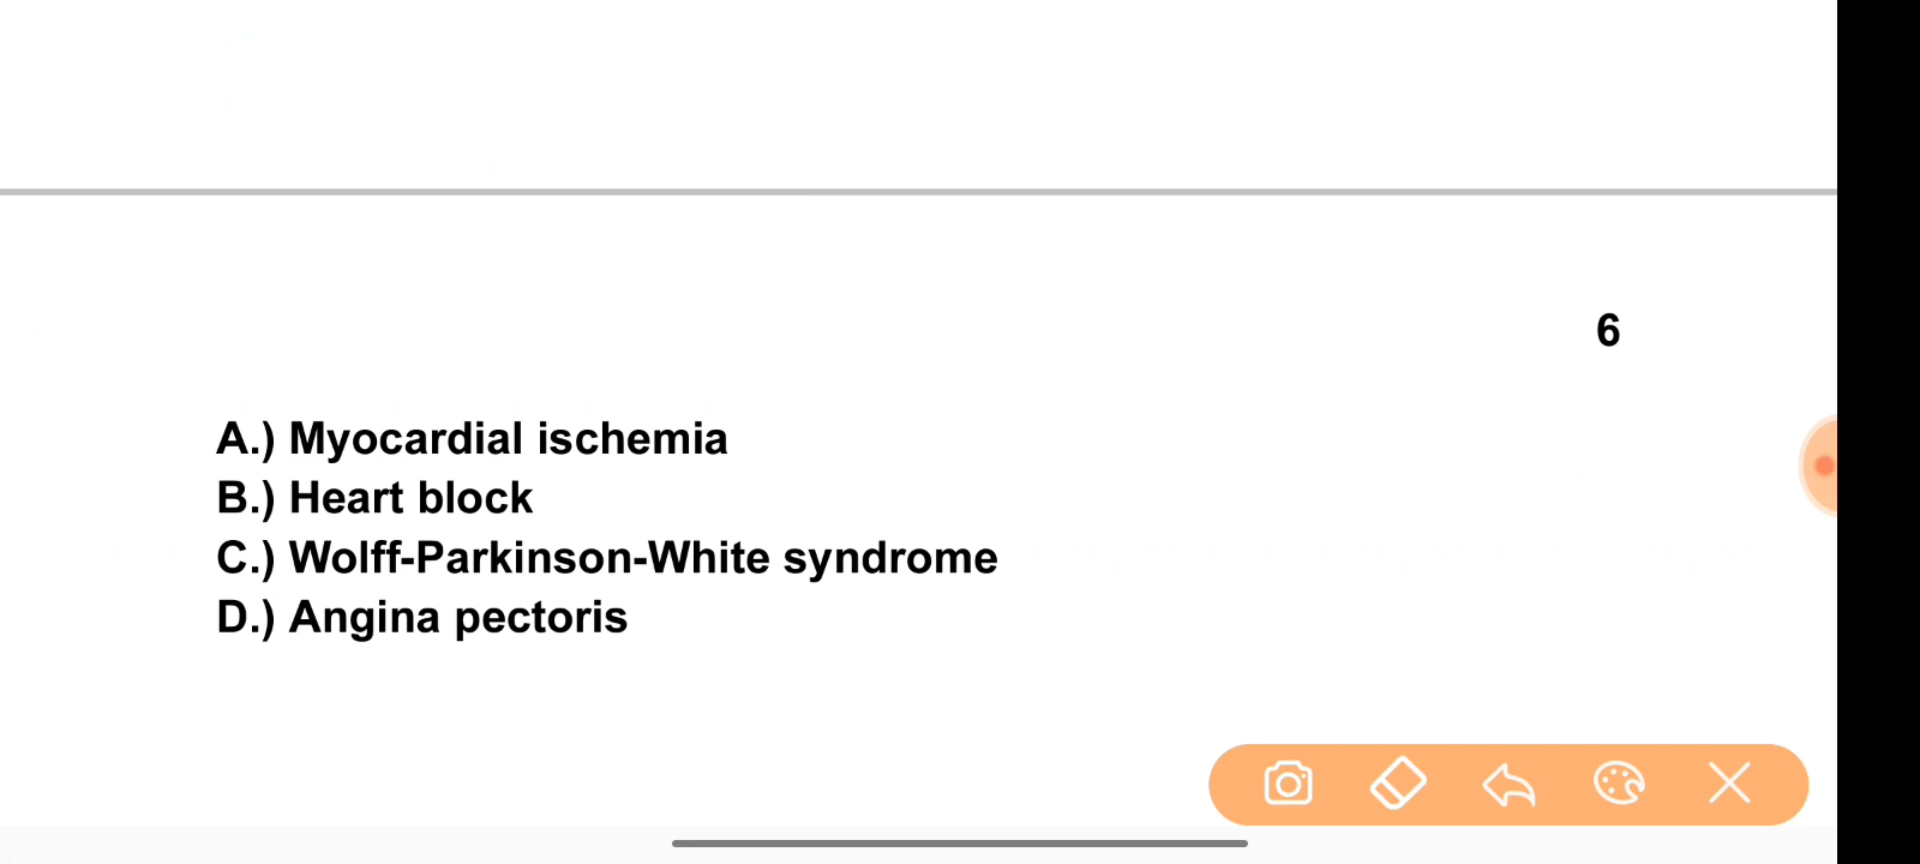 6
A.) Myocardial ischemia
B.) Heart block
C.) Wolff-Parkinson-White syndrome
D.) Angina pectoris